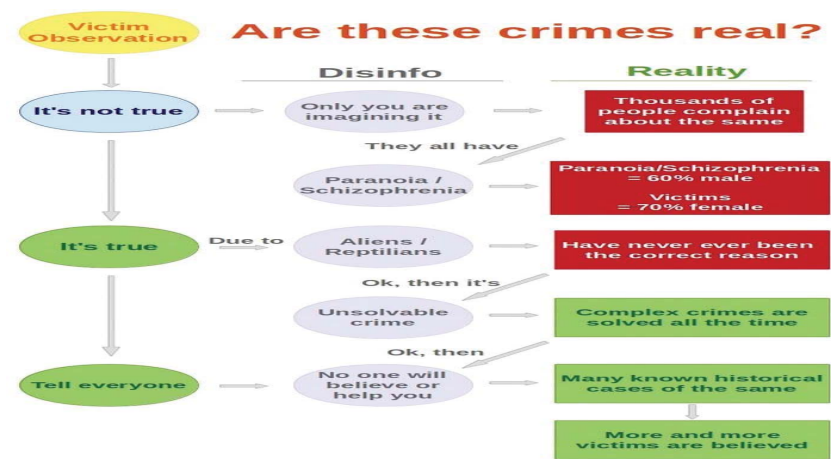 Victim
Observation
Are these crimes real?
Disinfo
Reality
It's not true
Only you are
imagining it
Thousands of
people complain
about the same
They all have
Paranoia /
Schizophrenia
Paranoia/Schizophrenia
= 60% male
Victims
= 70% female
It's true
Due to
Aliens /
Reptilians
Have never ever been
the correct reason
Ok, then it's
Unsolvable
crime
Complex crimes are
solved all the time
Ok, then
Tell everyone
No one will
believe or
help you
Many known historical
cases of the same
More and more
victims are believed